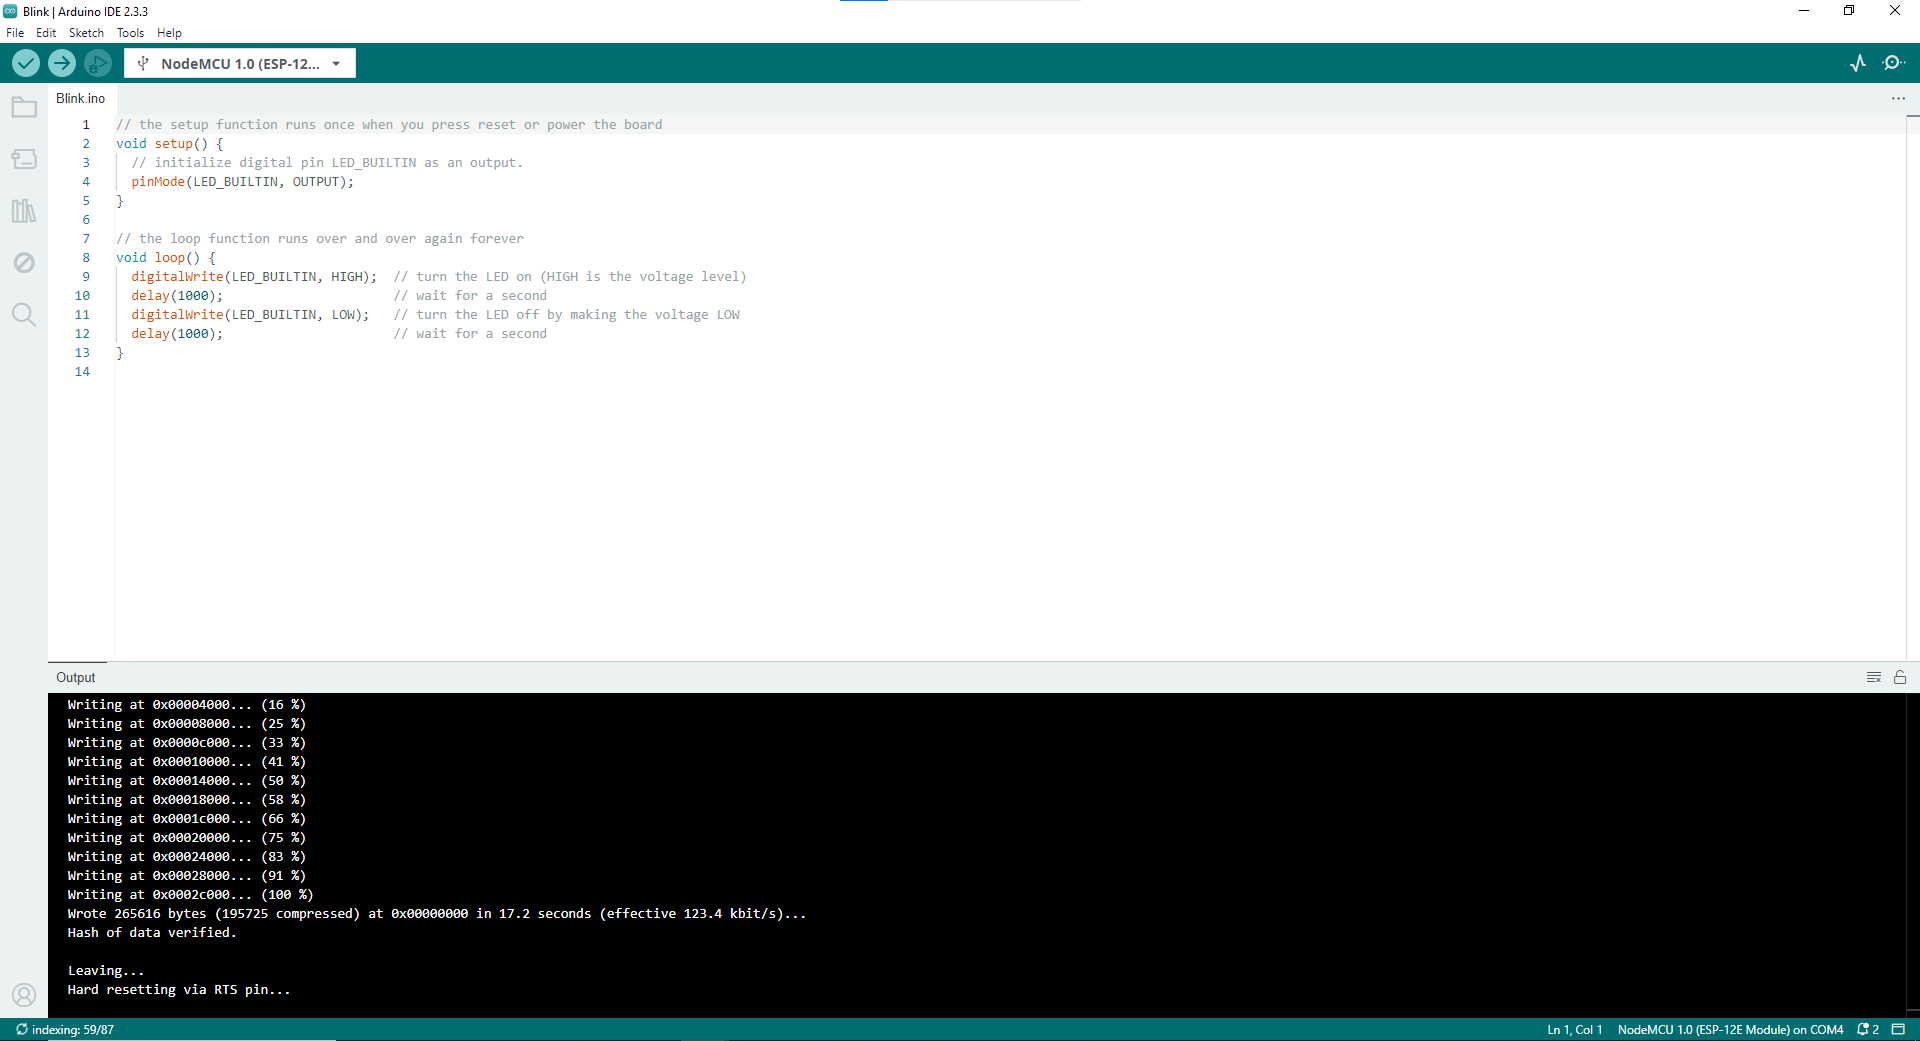 Blink | Arduino IDE 2.3.3
File Edit Sketch Tools Help
NodeMCU 1.0 (ESP-12...
Blink.ino
1 // the setup function runs once when you press reset or power the board
2 void setup() {
3 // initialize digital pin LED_BUILTIN as an output.
4 pinMode(LED_BUILTIN, OUTPUT);
5 }
6
7 // the loop function runs over and over again forever
8 void loop() {
9 digitalWrite(LED_BUILTIN, HIGH); // turn the LED on (HIGH is the voltage level)
10 delay(1000); // wait for a second
11 digitalWrite(LED_BUILTIN, LOW); // turn the LED off by making the voltage LOW
12 delay(1000); // wait for a second
13 }
14
Output
Writing at 0x00004000... (16 %)
Writing at 0x00008000... (25 %)
Writing at 0x0000c000... (33 %)
Writing at 0x00010000... (41 %)
Writing at 0x00014000... (50 %)
Writing at 0x00018000... (58 %)
Writing at 0x0001c000... (66 %)
Writing at 0x00020000... (75 %)
Writing at 0x00024000... (83 %)
Writing at 0x00028000... (91 %)
Writing at 0x0002c000... (100 %)
Wrote 265616 bytes (195725 compressed) at 0x00000000 in 17.2 seconds (effective 123.4 kbit/s)...
Hash of data verified.
Leaving...
Hard resetting via RTS pin...
indexing: 59/87 Ln 1, Col 1 NodeMCU 1.0 (ESP-12E Module) on COM4 2